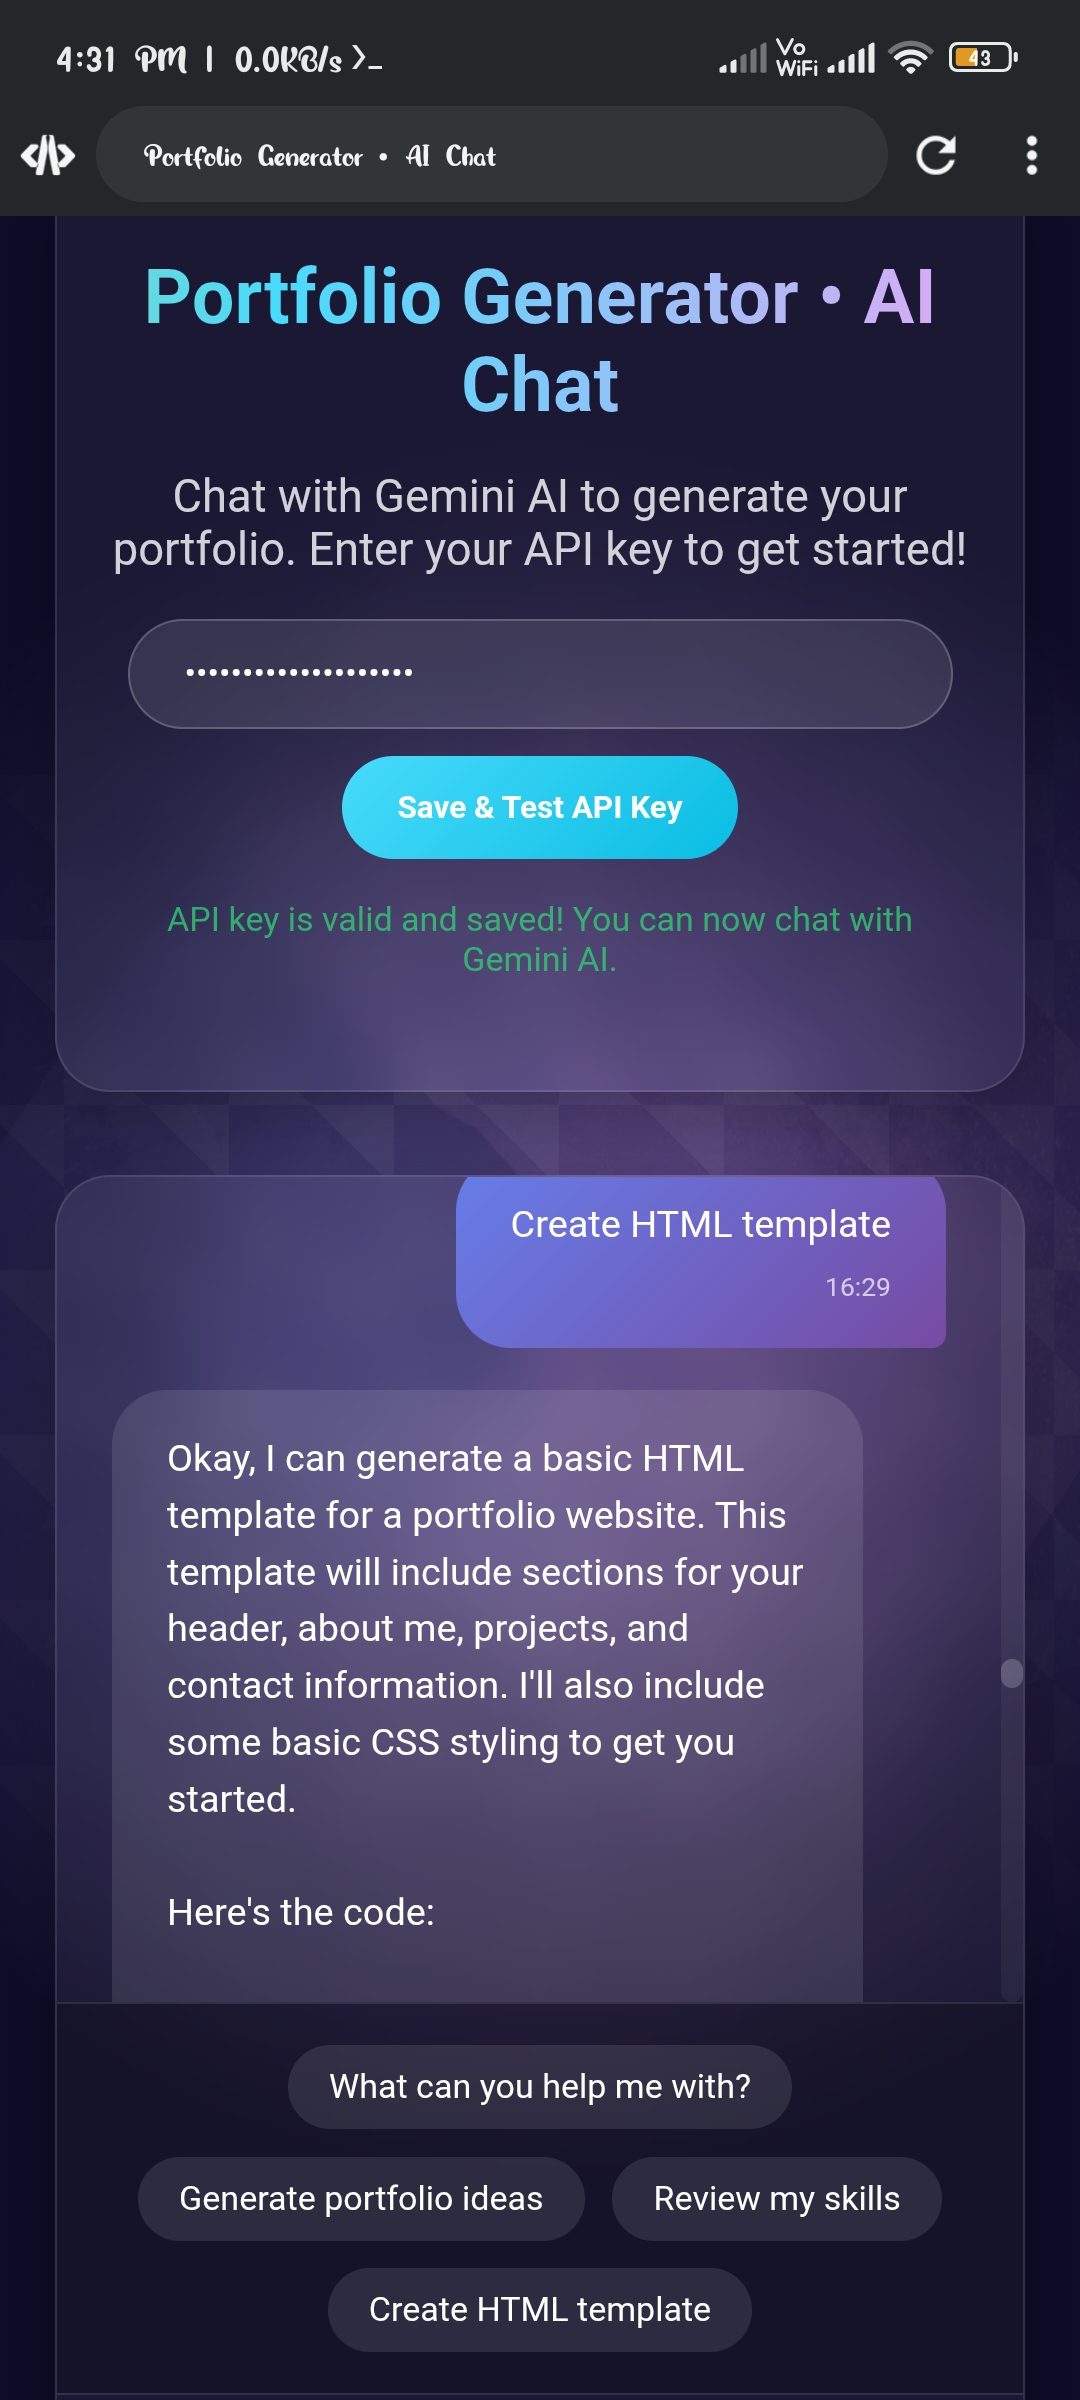 4:31 PM | 0.0KB/s >_
Vo WiFi
43
Portfolio Generator • AI Chat
Portfolio Generator • AI
Chat
Chat with Gemini AI to generate your
portfolio. Enter your API key to get started!
••••••••••••••••••••
Save & Test API Key
API key is valid and saved! You can now chat with
Gemini AI.
Create HTML template
16:29
Okay, I can generate a basic HTML
template for a portfolio website. This
template will include sections for your
header, about me, projects, and
contact information. I'll also include
some basic CSS styling to get you
started.
Here's the code:
What can you help me with?
Generate portfolio ideas
Review my skills
Create HTML template